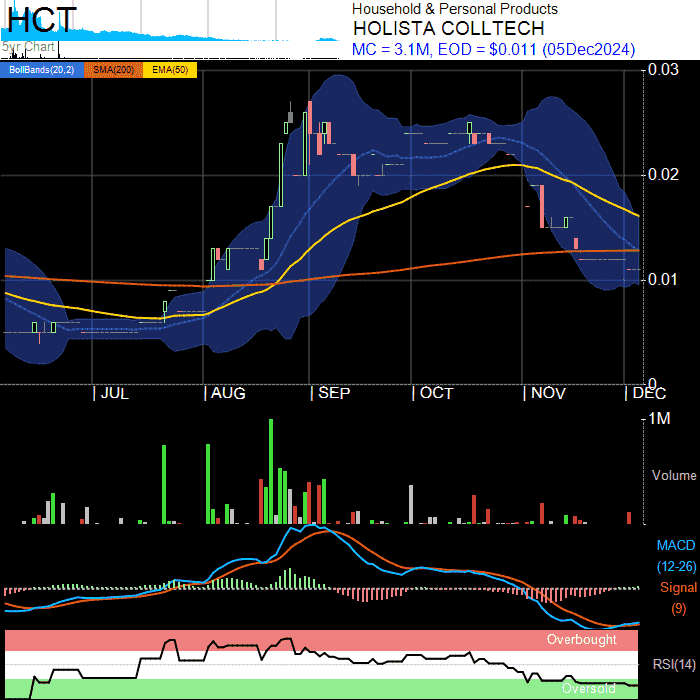 HCT
5yr Chart
Household & Personal Products
HOLISTA COLLTECH
MC = 3.1M, EOD = $0.011 (05Dec2024)
BollBands(20,2) SMA(200) EMA(50)
0.03
0.02
0.01
0
JUL AUG SEP OCT NOV DEC
1M
Volume
MACD
(12-26)
Signal
(9)
Overbought
RSI(14)
Oversold